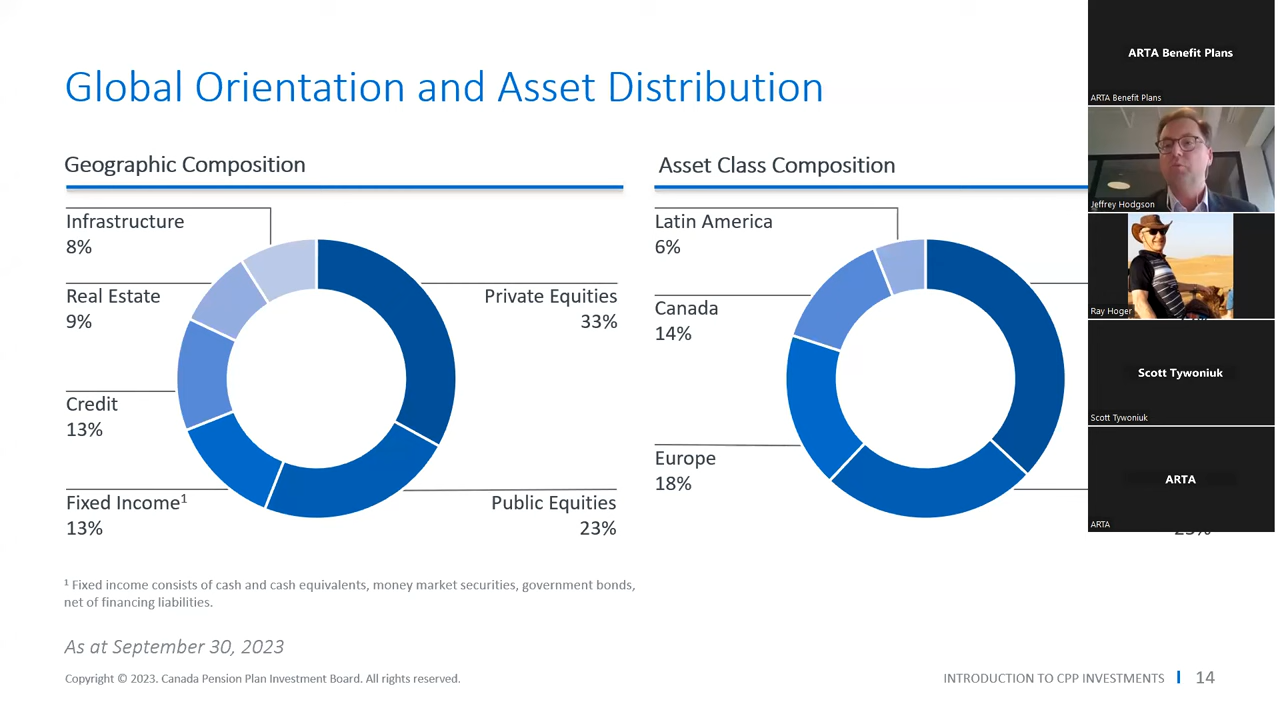 Global Orientation and Asset Distribution
Geographic Composition
Infrastructure
8%
Real Estate
9%
Credit
13%
Fixed Income¹
13%
Private Equities
33%
Public Equities
23%
Asset Class Composition
Latin America
6%
Canada
14%
Europe
18%
¹ Fixed income consists of cash and cash equivalents, money market securities, government bonds,
net of financing liabilities.
As at September 30, 2023
Copyright © 2023. Canada Pension Plan Investment Board. All rights reserved.
INTRODUCTION TO CPP INVESTMENTS
14
ARTA Benefit Plans
ARTA Benefit Plans
Jeffrey Hodgson
Ray Hoger
Scott Tywoniuk
Scott Tywoniuk
ARTA
ARTA